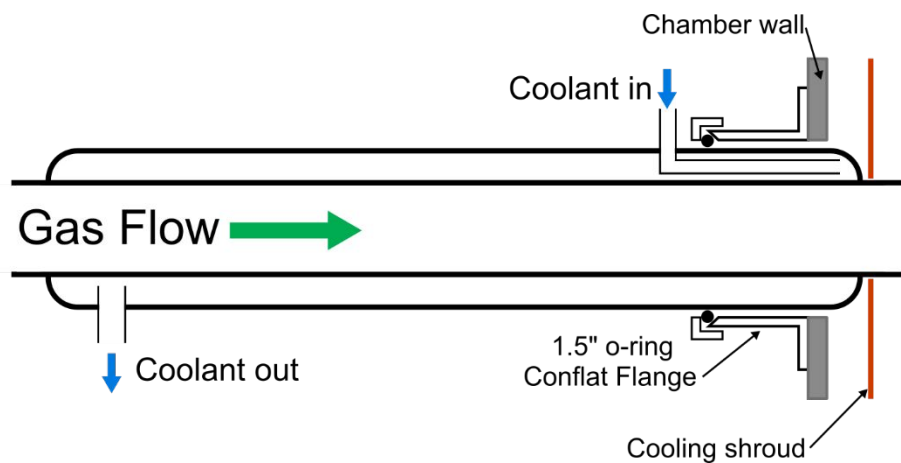 Chamber wall
Coolant in
Gas Flow
1.5" o-ring
Conflat Flange
Coolant out
Cooling shroud